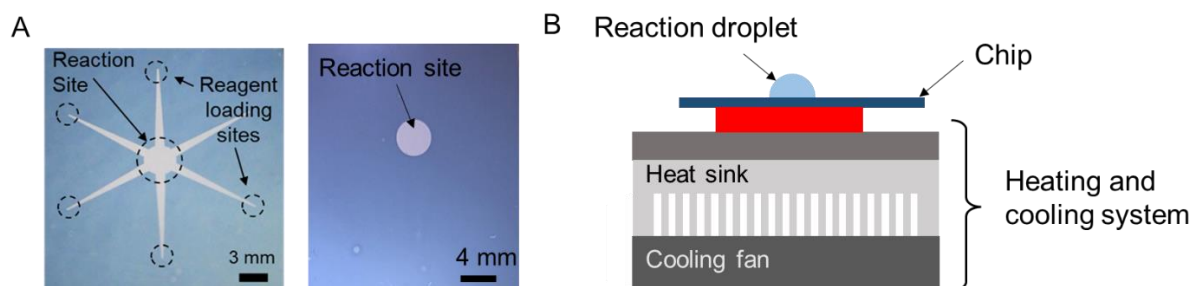 A
Reaction
Site
Reagent
loading
sites
3 mm
Reaction site
4 mm
B
Reaction droplet
Chip
Heat sink
Cooling fan
Heating and
cooling system